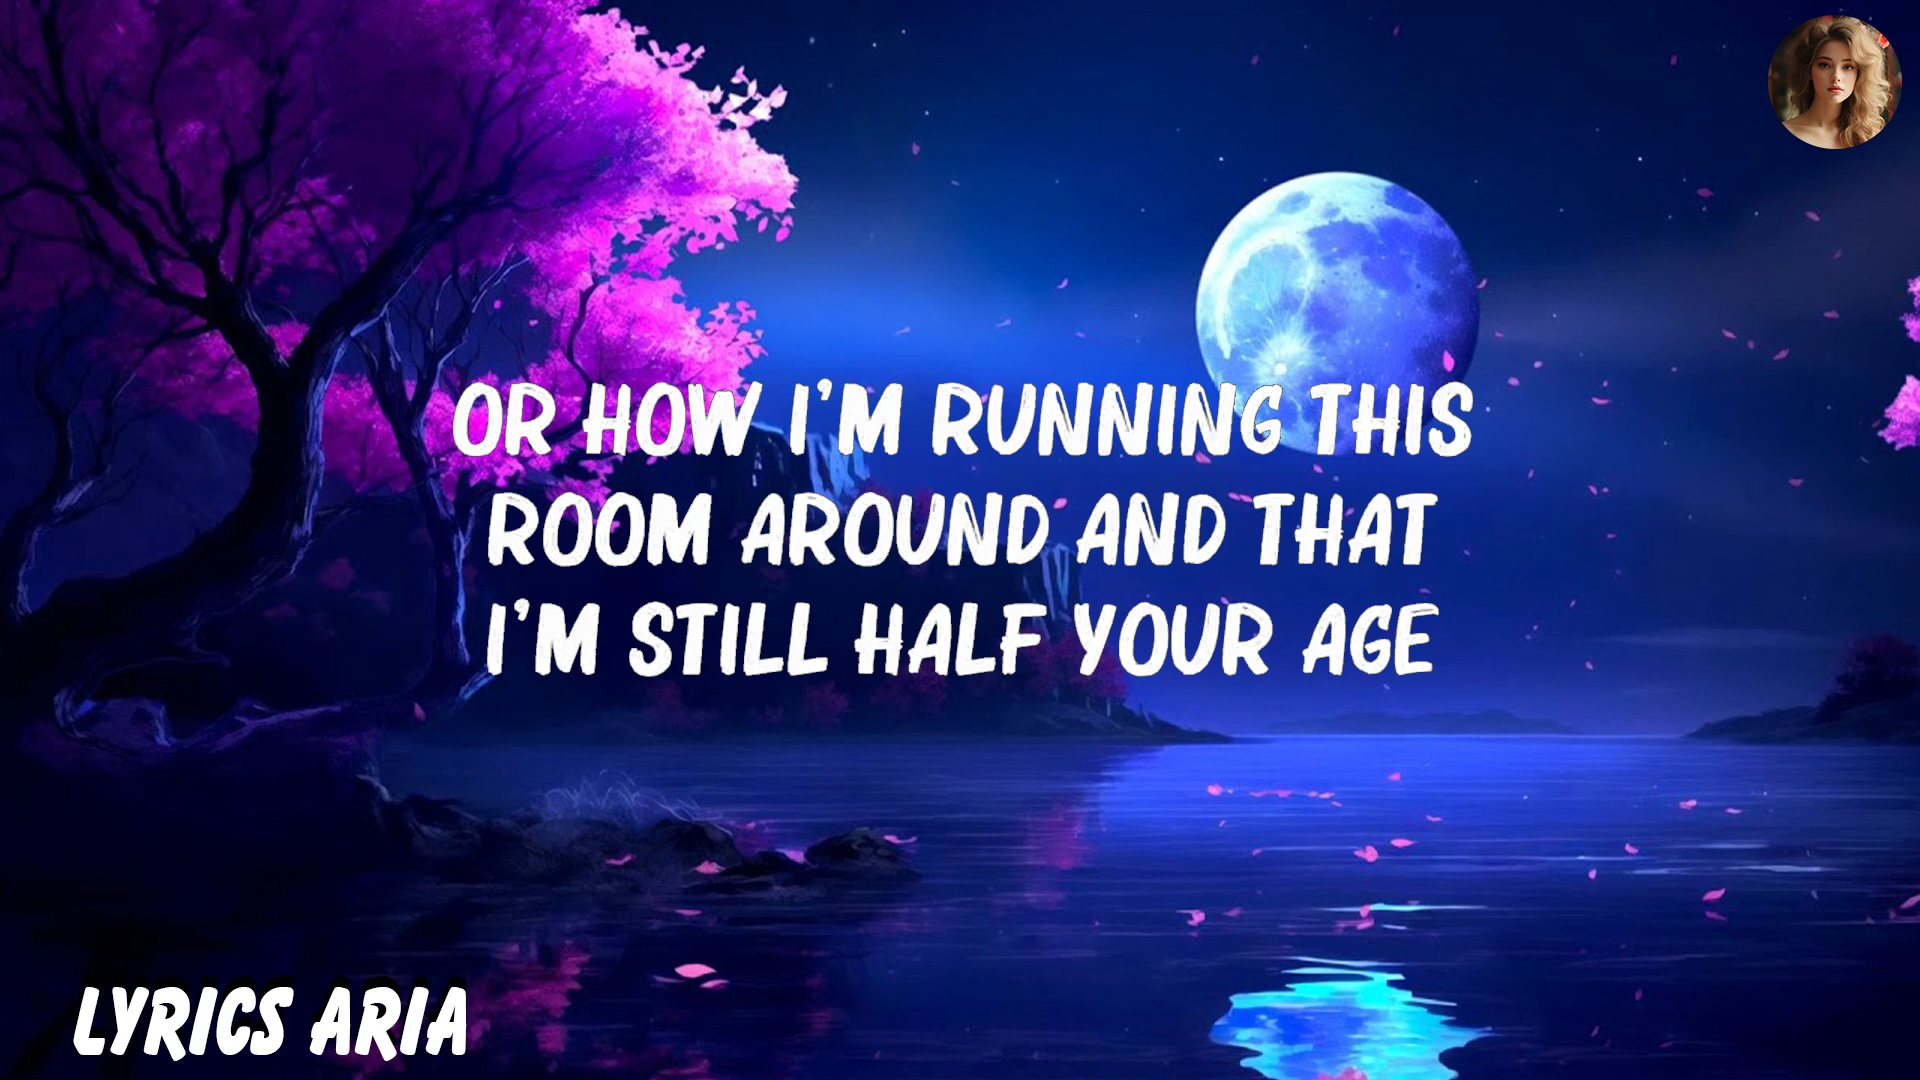 OR HOW I'M RUNNING THIS
ROOM AROUND AND THAT
I'M STILL HALF YOUR AGE
LYRICS ARIA